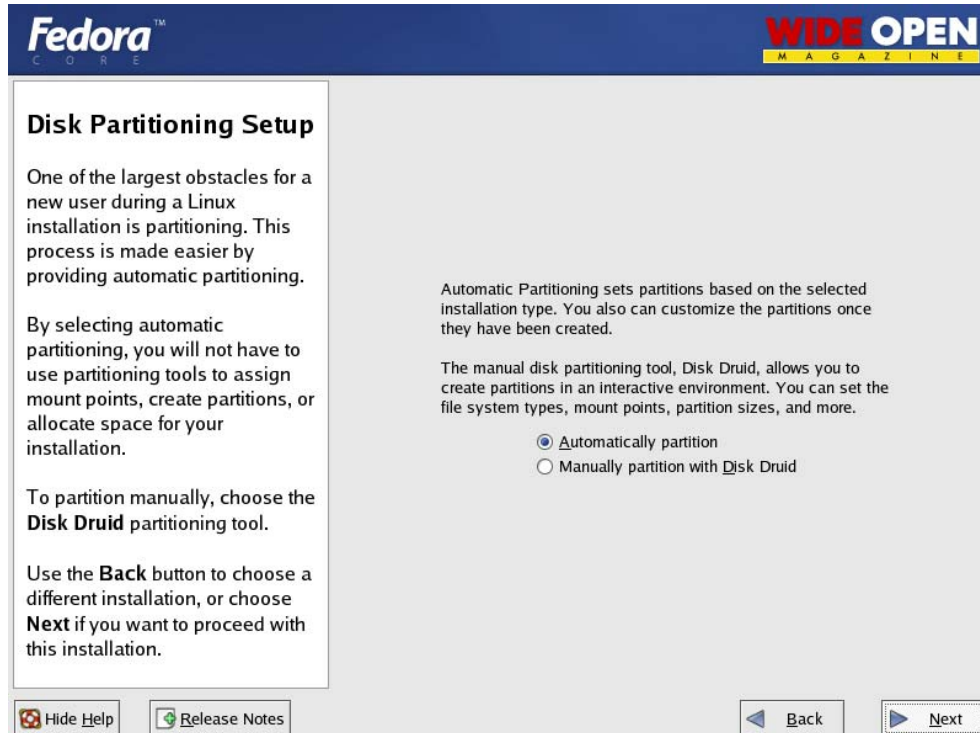 Fedora™
CORE
WIDE OPEN
MAGAZINE
Disk Partitioning Setup
One of the largest obstacles for a
new user during a Linux
installation is partitioning. This
process is made easier by
providing automatic partitioning.
By selecting automatic
partitioning, you will not have to
use partitioning tools to assign
mount points, create partitions, or
allocate space for your
installation.
To partition manually, choose the
Disk Druid partitioning tool.
Use the Back button to choose a
different installation, or choose
Next if you want to proceed with
this installation.
Automatic Partitioning sets partitions based on the selected
installation type. You also can customize the partitions once
they have been created.
The manual disk partitioning tool, Disk Druid, allows you to
create partitions in an interactive environment. You can set the
file system types, mount points, partition sizes, and more.
Automatically partition
Manually partition with Disk Druid
Hide Help
Release Notes
Back
Next